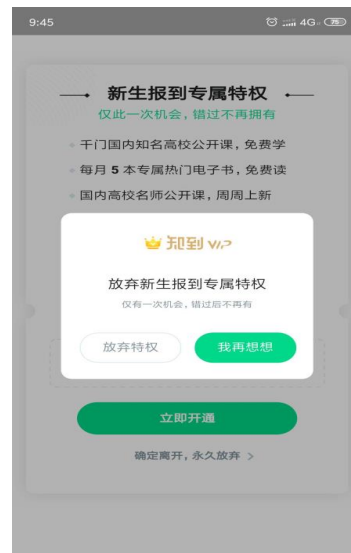 9:45
4G
75
新生报到专属特权
仅此一次机会，错过不再拥有
千门国内知名高校公开课，免费学
每月 5 本专属热门电子书，免费读
国内高校名师公开课，周周上新
知到 VIP
放弃新生报到专属特权
仅有一次机会，错过后不再有
放弃特权
我再想想
立即开通
确定离开，永久放弃 >